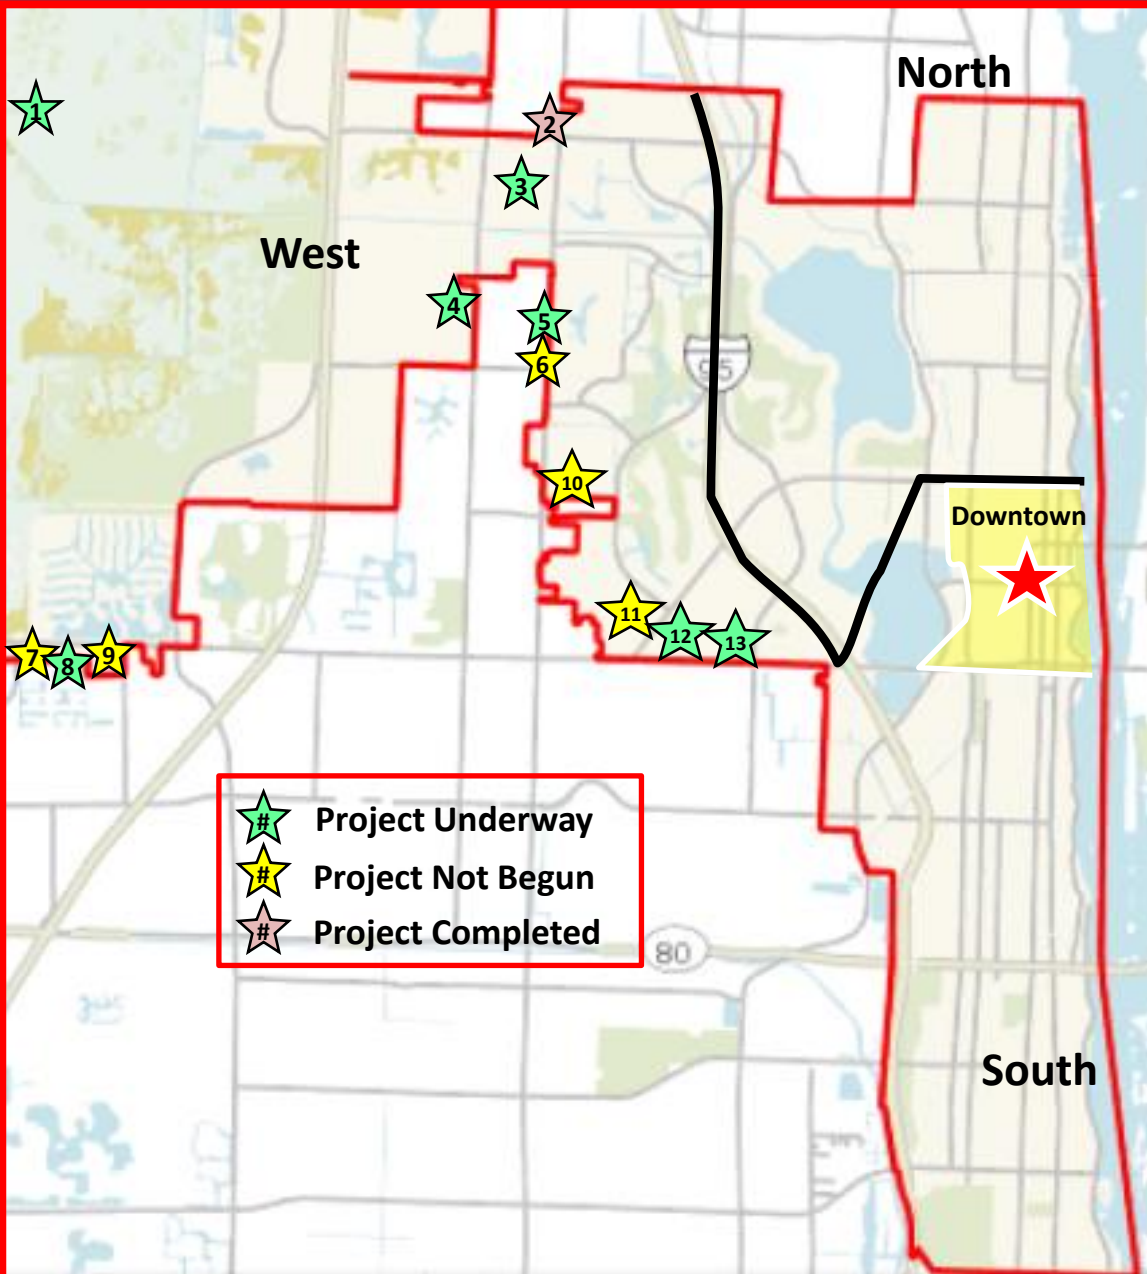 North
1
2
3
West
4
5
6
95
10
Downtown
11
12
13
7
8
9
# Project Underway
# Project Not Begun
# Project Completed
80
South